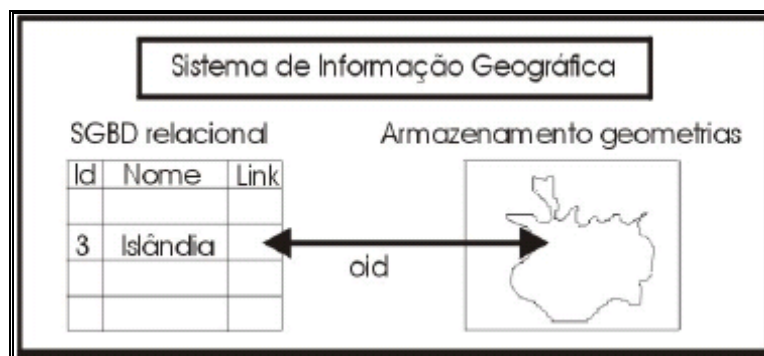 Sistema de Informação Geográfica
SGBD relacional
Armazenamento geometrias
Id Nome Link
3 Islândia
oid